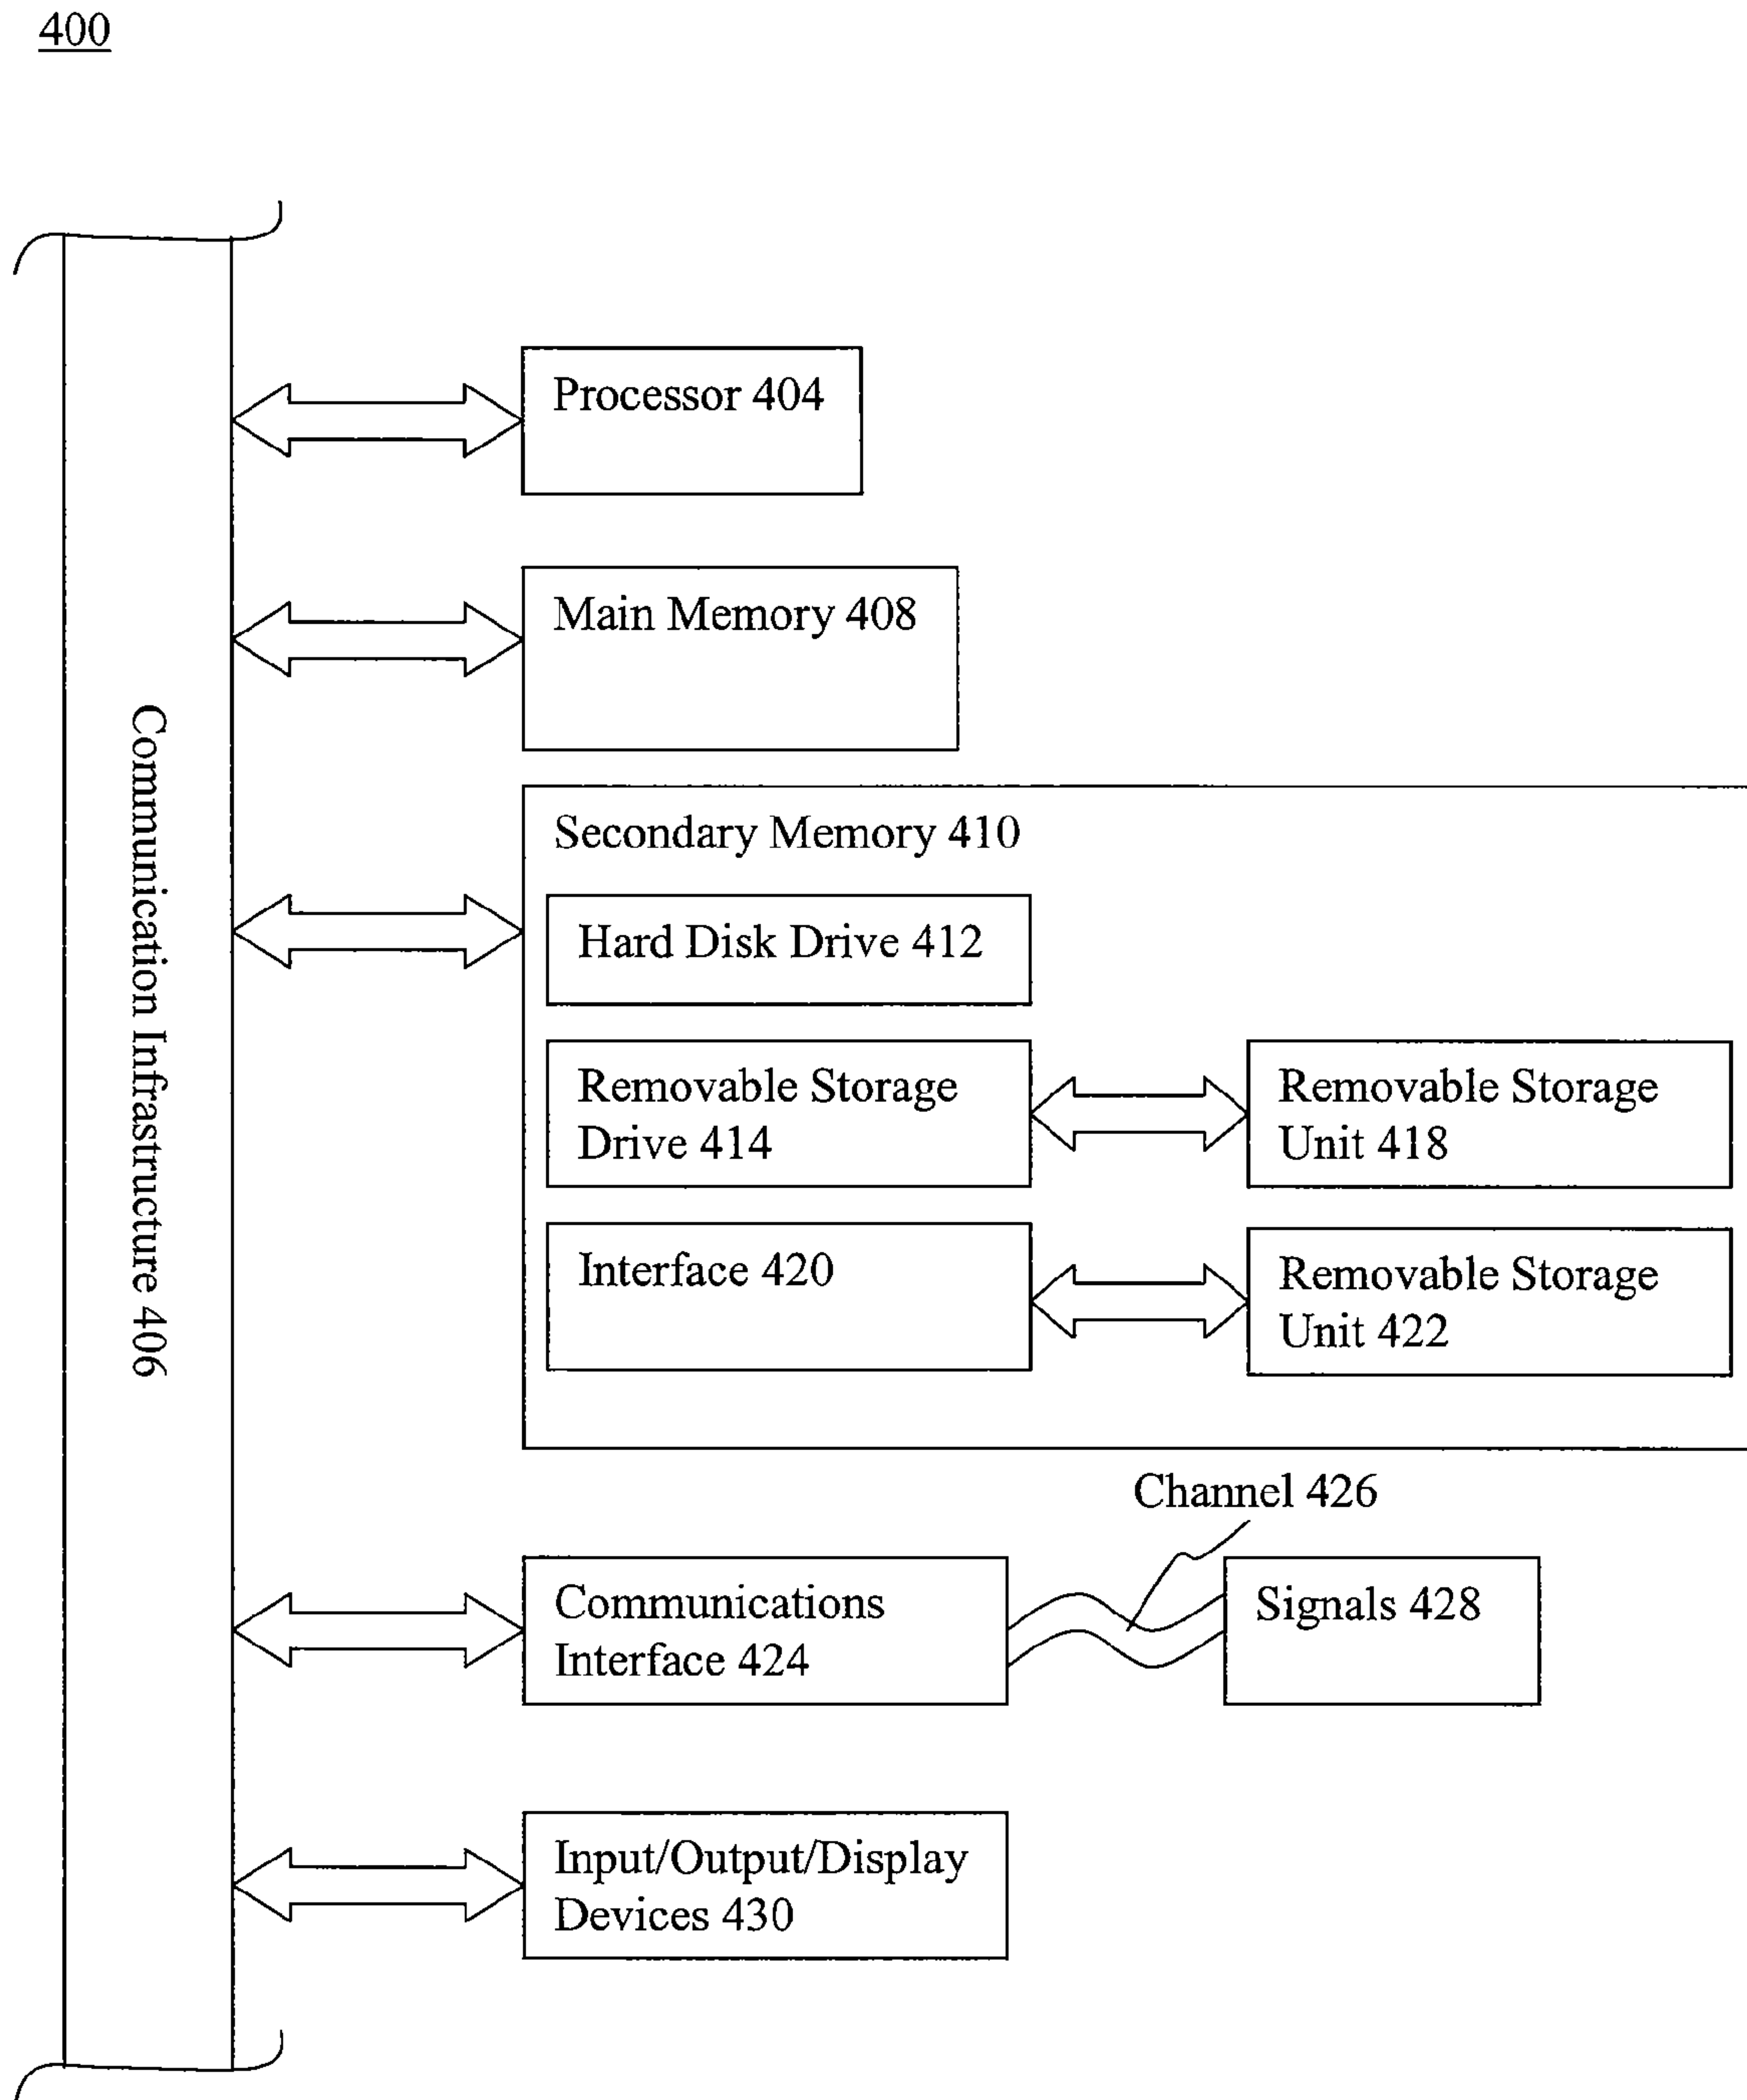 400
Processor 404
Main Memory 408
Communication Infrastructure 406
Secondary Memory 410
Hard Disk Drive 412
Removable Storage
Drive 414
Removable Storage
Unit 418
Interface 420
Removable Storage
Unit 422
Channel 426
Communications
Interface 424
Signals 428
Input/Output/Display
Devices 430